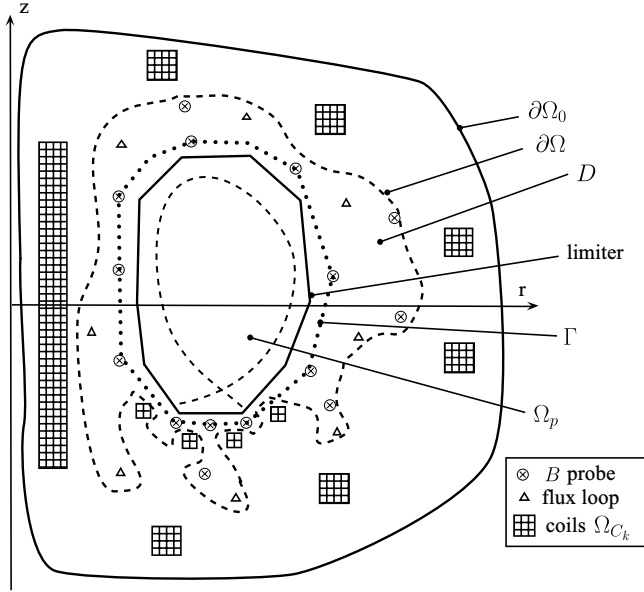 z
∂Ω₀
∂Ω
D
limiter
r
Γ
Ωₚ
B probe
flux loop
coils Ω_{C_k}